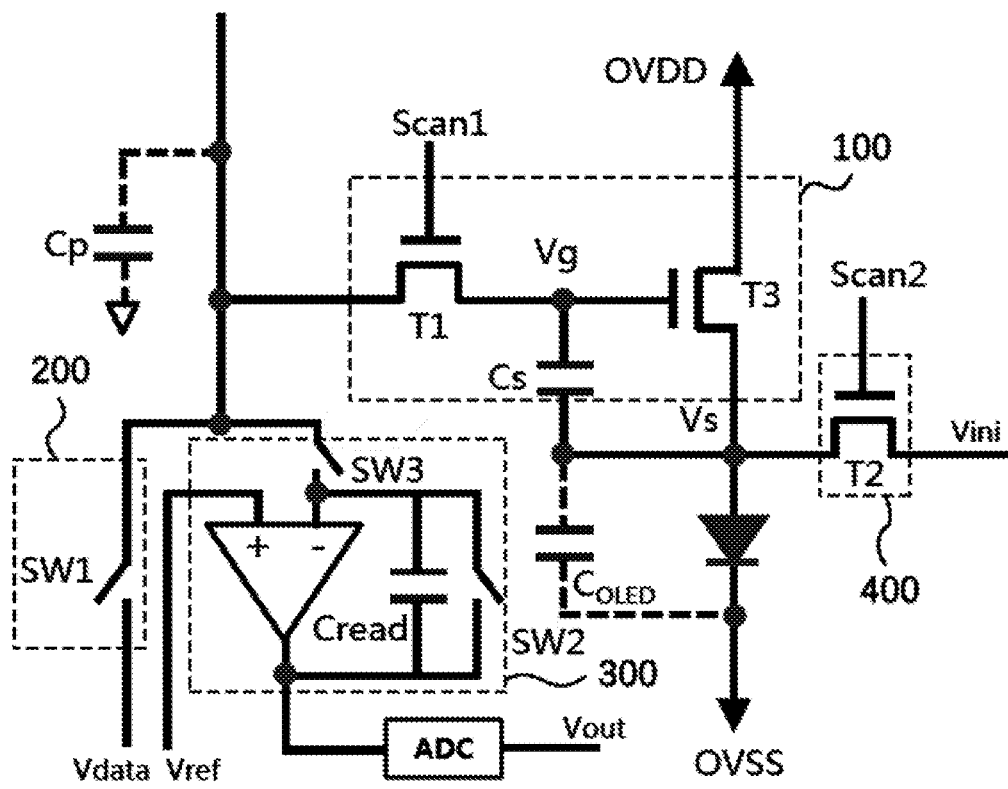 OVDD
Scan1
100
Cp
Vg
T3
Scan2
T1
200
Cs
Vs
Vini
SW3
T2
+
-
SW1
COLED
400
Cread
SW2
300
Vout
ADC
Vdata
Vref
OVSS